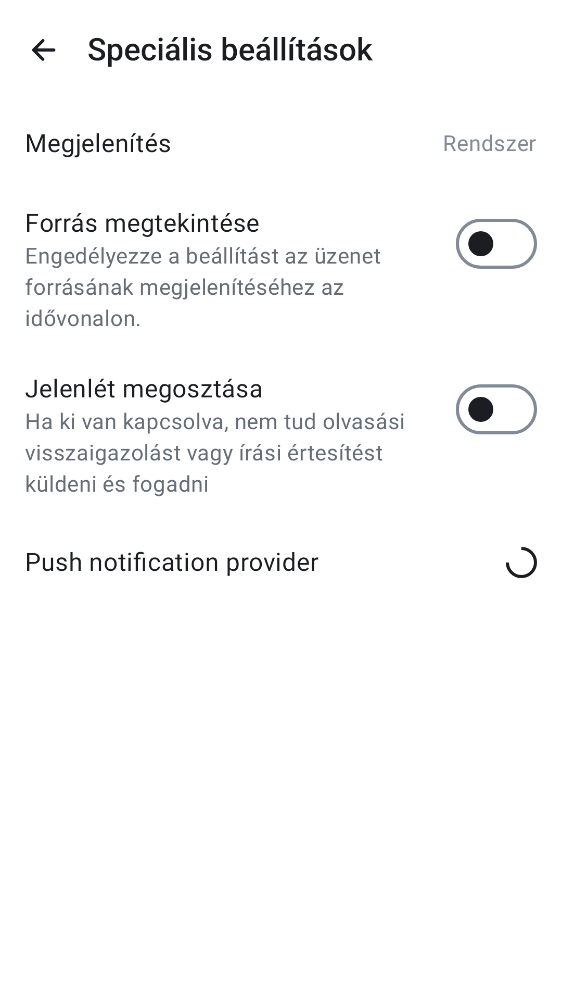 Speciális beállítások
Megjelenítés Rendszer
Forrás megtekintése
Engedélyezze a beállítást az üzenet
forrásának megjelenítéséhez az
idővonalon.
Jelenlét megosztása
Ha ki van kapcsolva, nem tud olvasási
visszaigazolást vagy írási értesítést
küldeni és fogadni
Push notification provider